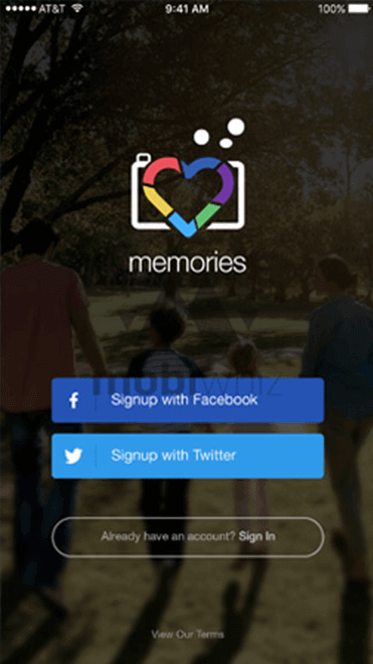 AT&T 9:41 AM 100%
memories
mobiwhiz
Signup with Facebook
Signup with Twitter
Already have an account? Sign In
View Our Terms